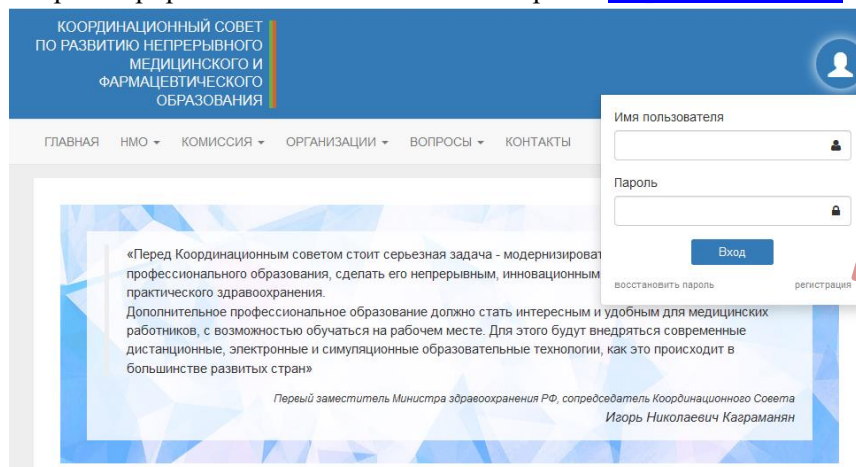 КООРДИНАЦИОННЫЙ СОВЕТ
ПО РАЗВИТИЮ НЕПРЕРЫВНОГО
МЕДИЦИНСКОГО И
ФАРМАЦЕВТИЧЕСКОГО
ОБРАЗОВАНИЯ
ГЛАВНАЯ НМО КОМИССИЯ ОРГАНИЗАЦИИ ВОПРОСЫ КОНТАКТЫ
Имя пользователя
Пароль
Вход
восстановить пароль регистрация
«Перед Координационным советом стоит серьезная задача - модернизироват
профессионального образования, сделать его непрерывным, инновационным
практического здравоохранения.
Дополнительное профессиональное образование должно стать интересным и удобным для медицинских
работников, с возможностью обучаться на рабочем месте. Для этого будут внедряться современные
дистанционные, электронные и симуляционные образовательные технологии, как это происходит в
большинстве развитых стран»
Первый заместитель Министра здравоохранения РФ, сопредседатель Координационного Совета
Игорь Николаевич Каграманян